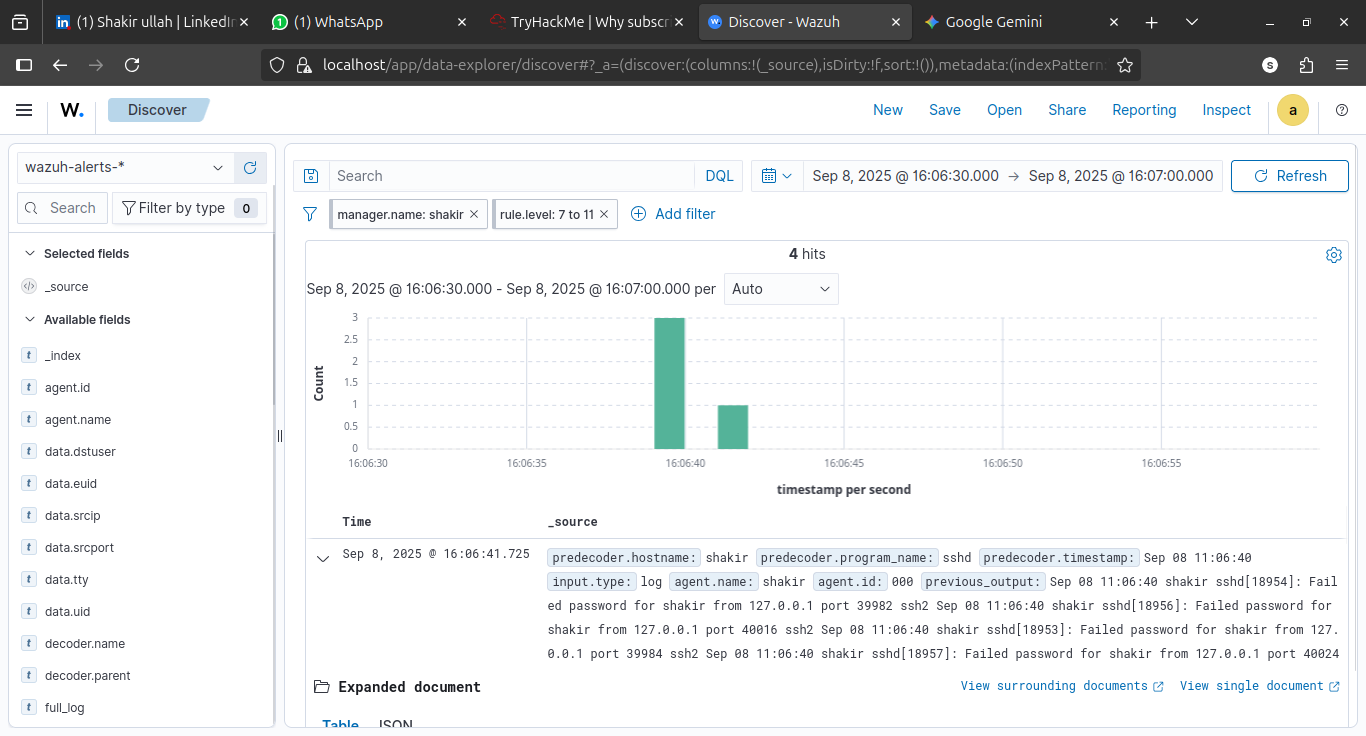 (1) Shakir ullah | LinkedIn
(1) WhatsApp
TryHackMe | Why subscri
Discover - Wazuh
Google Gemini
localhost/app/data-explorer/discover#?_a=(discover:(columns:!(_source),isDirty:!f,sort:!()),metadata:(indexPattern:
S
W.
Discover
New
Save
Open
Share
Reporting
Inspect
a
wazuh-alerts-*
Search
DQL
Sep 8, 2025 @ 16:06:30.000 → Sep 8, 2025 @ 16:07:00.000
Refresh
Search
Filter by type 0
manager.name: shakir
rule.level: 7 to 11
Add filter
Selected fields
_source
Available fields
t _index
t agent.id
t agent.name
t data.dstuser
t data.euid
t data.srcip
t data.srcport
t data.tty
t data.uid
t decoder.name
t decoder.parent
t full_log
4 hits
Sep 8, 2025 @ 16:06:30.000 - Sep 8, 2025 @ 16:07:00.000 per
Auto
Count
3
2.5
2
1.5
1
0.5
0
16:06:30
16:06:35
16:06:40
16:06:45
16:06:50
16:06:55
timestamp per second
Time
_source
Sep 8, 2025 @ 16:06:41.725
predecoder.hostname: shakir predecoder.program_name: sshd predecoder.timestamp: Sep 08 11:06:40
input.type: log agent.name: shakir agent.id: 000 previous_output: Sep 08 11:06:40 shakir sshd[18954]: Fail
ed password for shakir from 127.0.0.1 port 39982 ssh2 Sep 08 11:06:40 shakir sshd[18956]: Failed password for
shakir from 127.0.0.1 port 40016 ssh2 Sep 08 11:06:40 shakir sshd[18953]: Failed password for shakir from 127.
0.0.1 port 39984 ssh2 Sep 08 11:06:40 shakir sshd[18957]: Failed password for shakir from 127.0.0.1 port 40024
Expanded document
View surrounding documents
View single document
Table
JSON